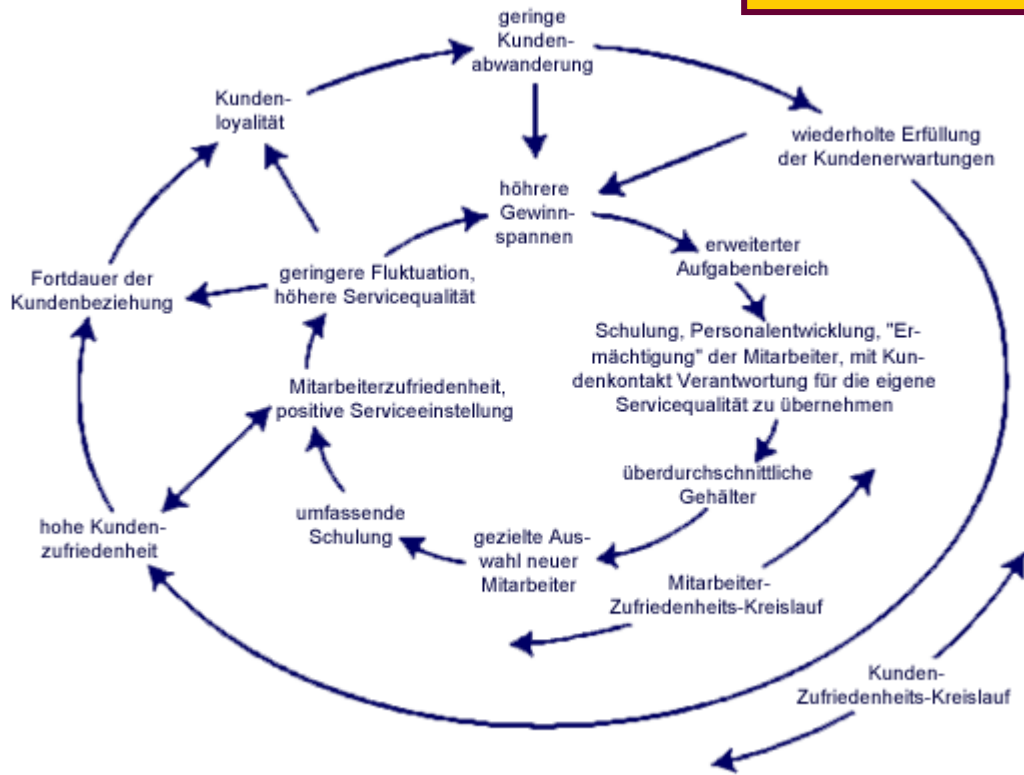 geringe
Kunden-
abwanderung
Kunden-
loyalität
wiederholte Erfüllung
der Kundenerwartungen
höhrere
Gewinn-
spannen
erweiterter
Aufgabenbereich
Fortdauer der
Kundenbeziehung
geringere Fluktuation,
höhere Servicequalität
Schulung, Personalentwicklung, "Er-
mächtigung" der Mitarbeiter, mit Kun-
denkontakt Verantwortung für die eigene
Servicequalität zu übernehmen
Mitarbeiterzufriedenheit,
positive Serviceeinstellung
überdurchschnittliche
Gehälter
umfassende
Schulung
hohe Kunden-
zufriedenheit
gezielte Aus-
wahl neuer
Mitarbeiter
Mitarbeiter-
Zufriedenheits-Kreislauf
Kunden-
Zufriedenheits-Kreislauf